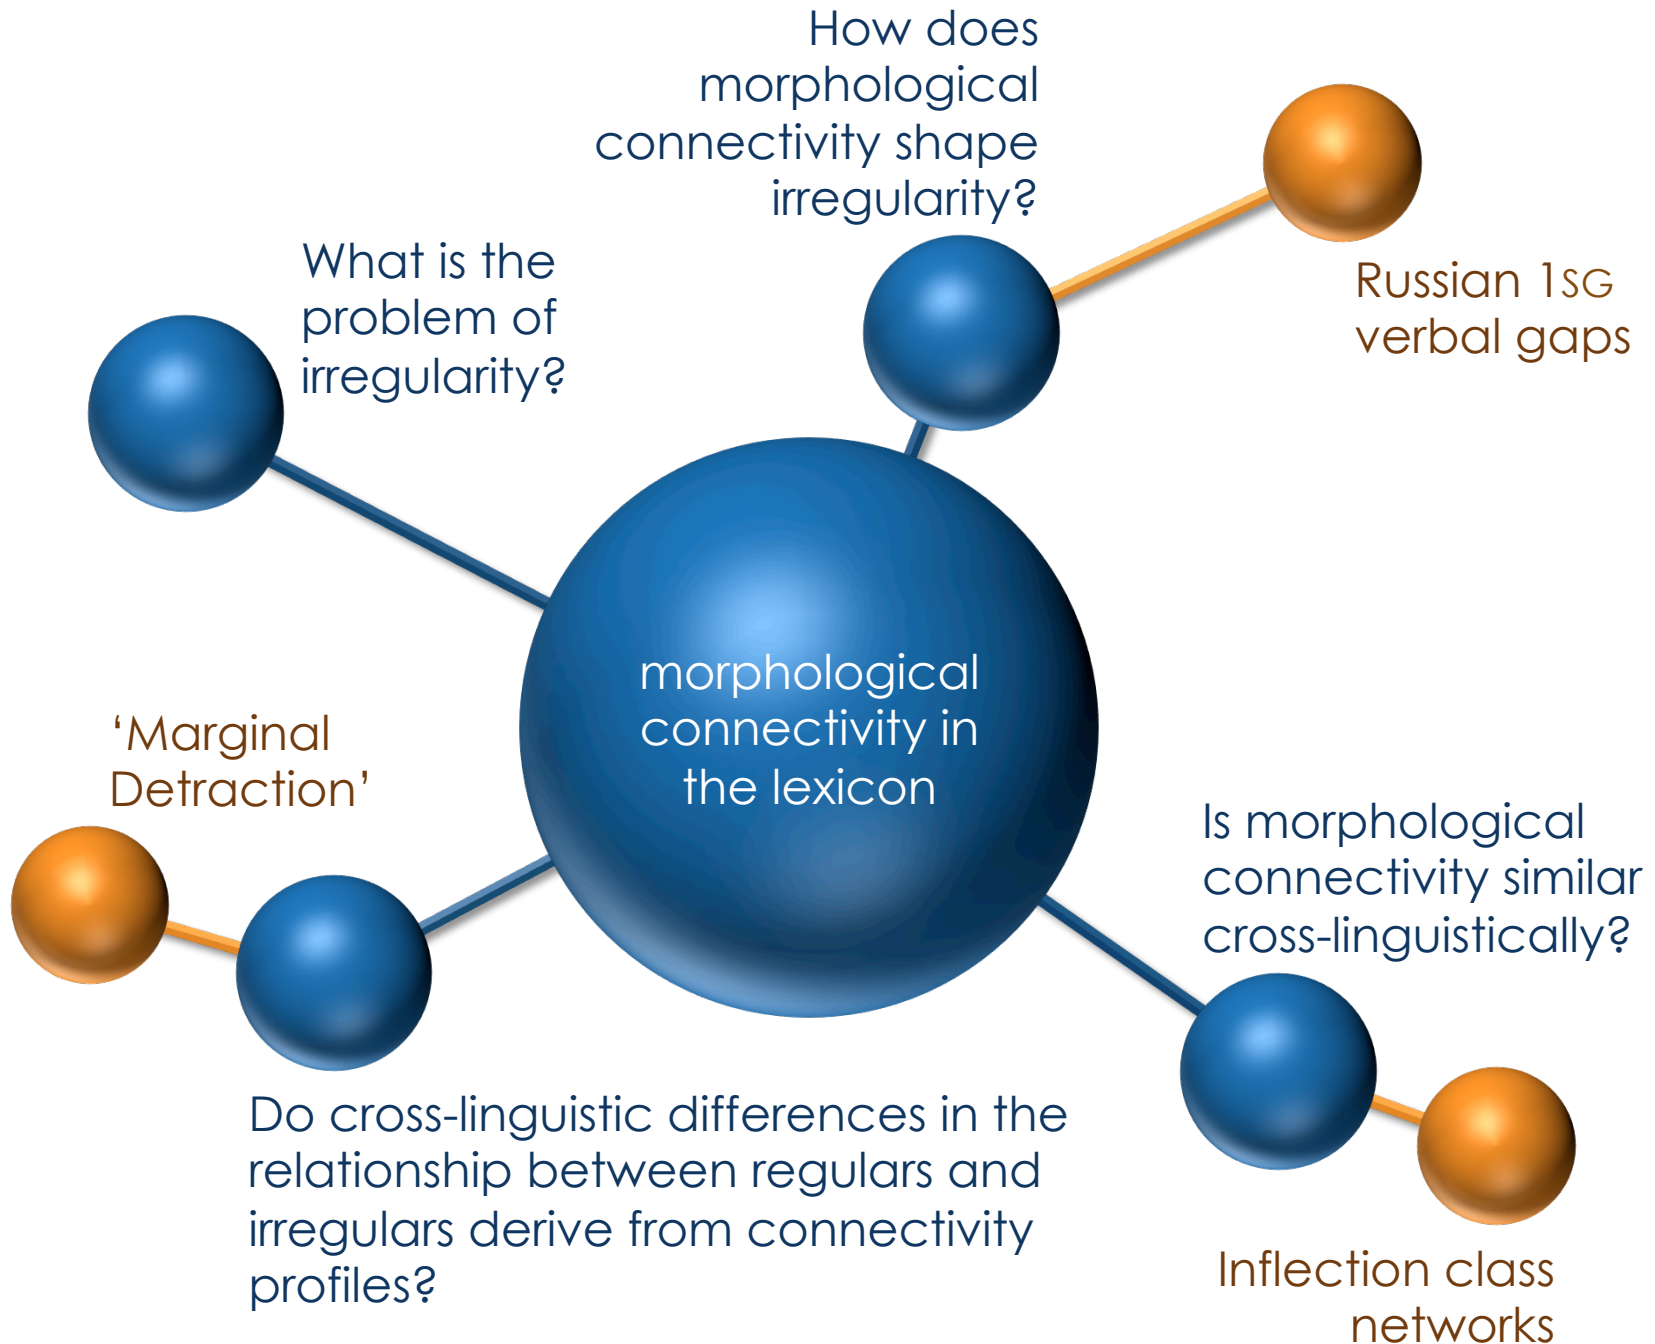 How does
morphological
connectivity shape
irregularity?
Russian 1SG
verbal gaps
What is the
problem of
irregularity?
morphological
connectivity in
the lexicon
‘Marginal
Detraction’
Is morphological
connectivity similar
cross-linguistically?
Do cross-linguistic differences in the
relationship between regulars and
irregulars derive from connectivity
profiles?
Inflection class
networks